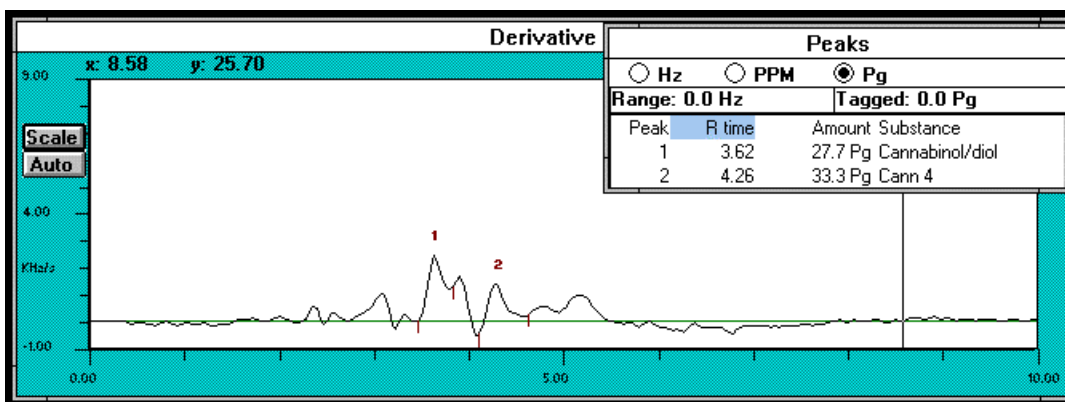 Derivative
x: 8.58 y: 25.70
Peaks
Hz PPM Pg
Range: 0.0 Hz Tagged: 0.0 Pg
Peak R time Amount Substance
1 3.62 27.7 Pg Cannabinol/diol
2 4.26 33.3 Pg Cann 4
9.00
Scale
Auto
4.00
KHz/s
-1.00
1
2
0.00 5.00 10.00